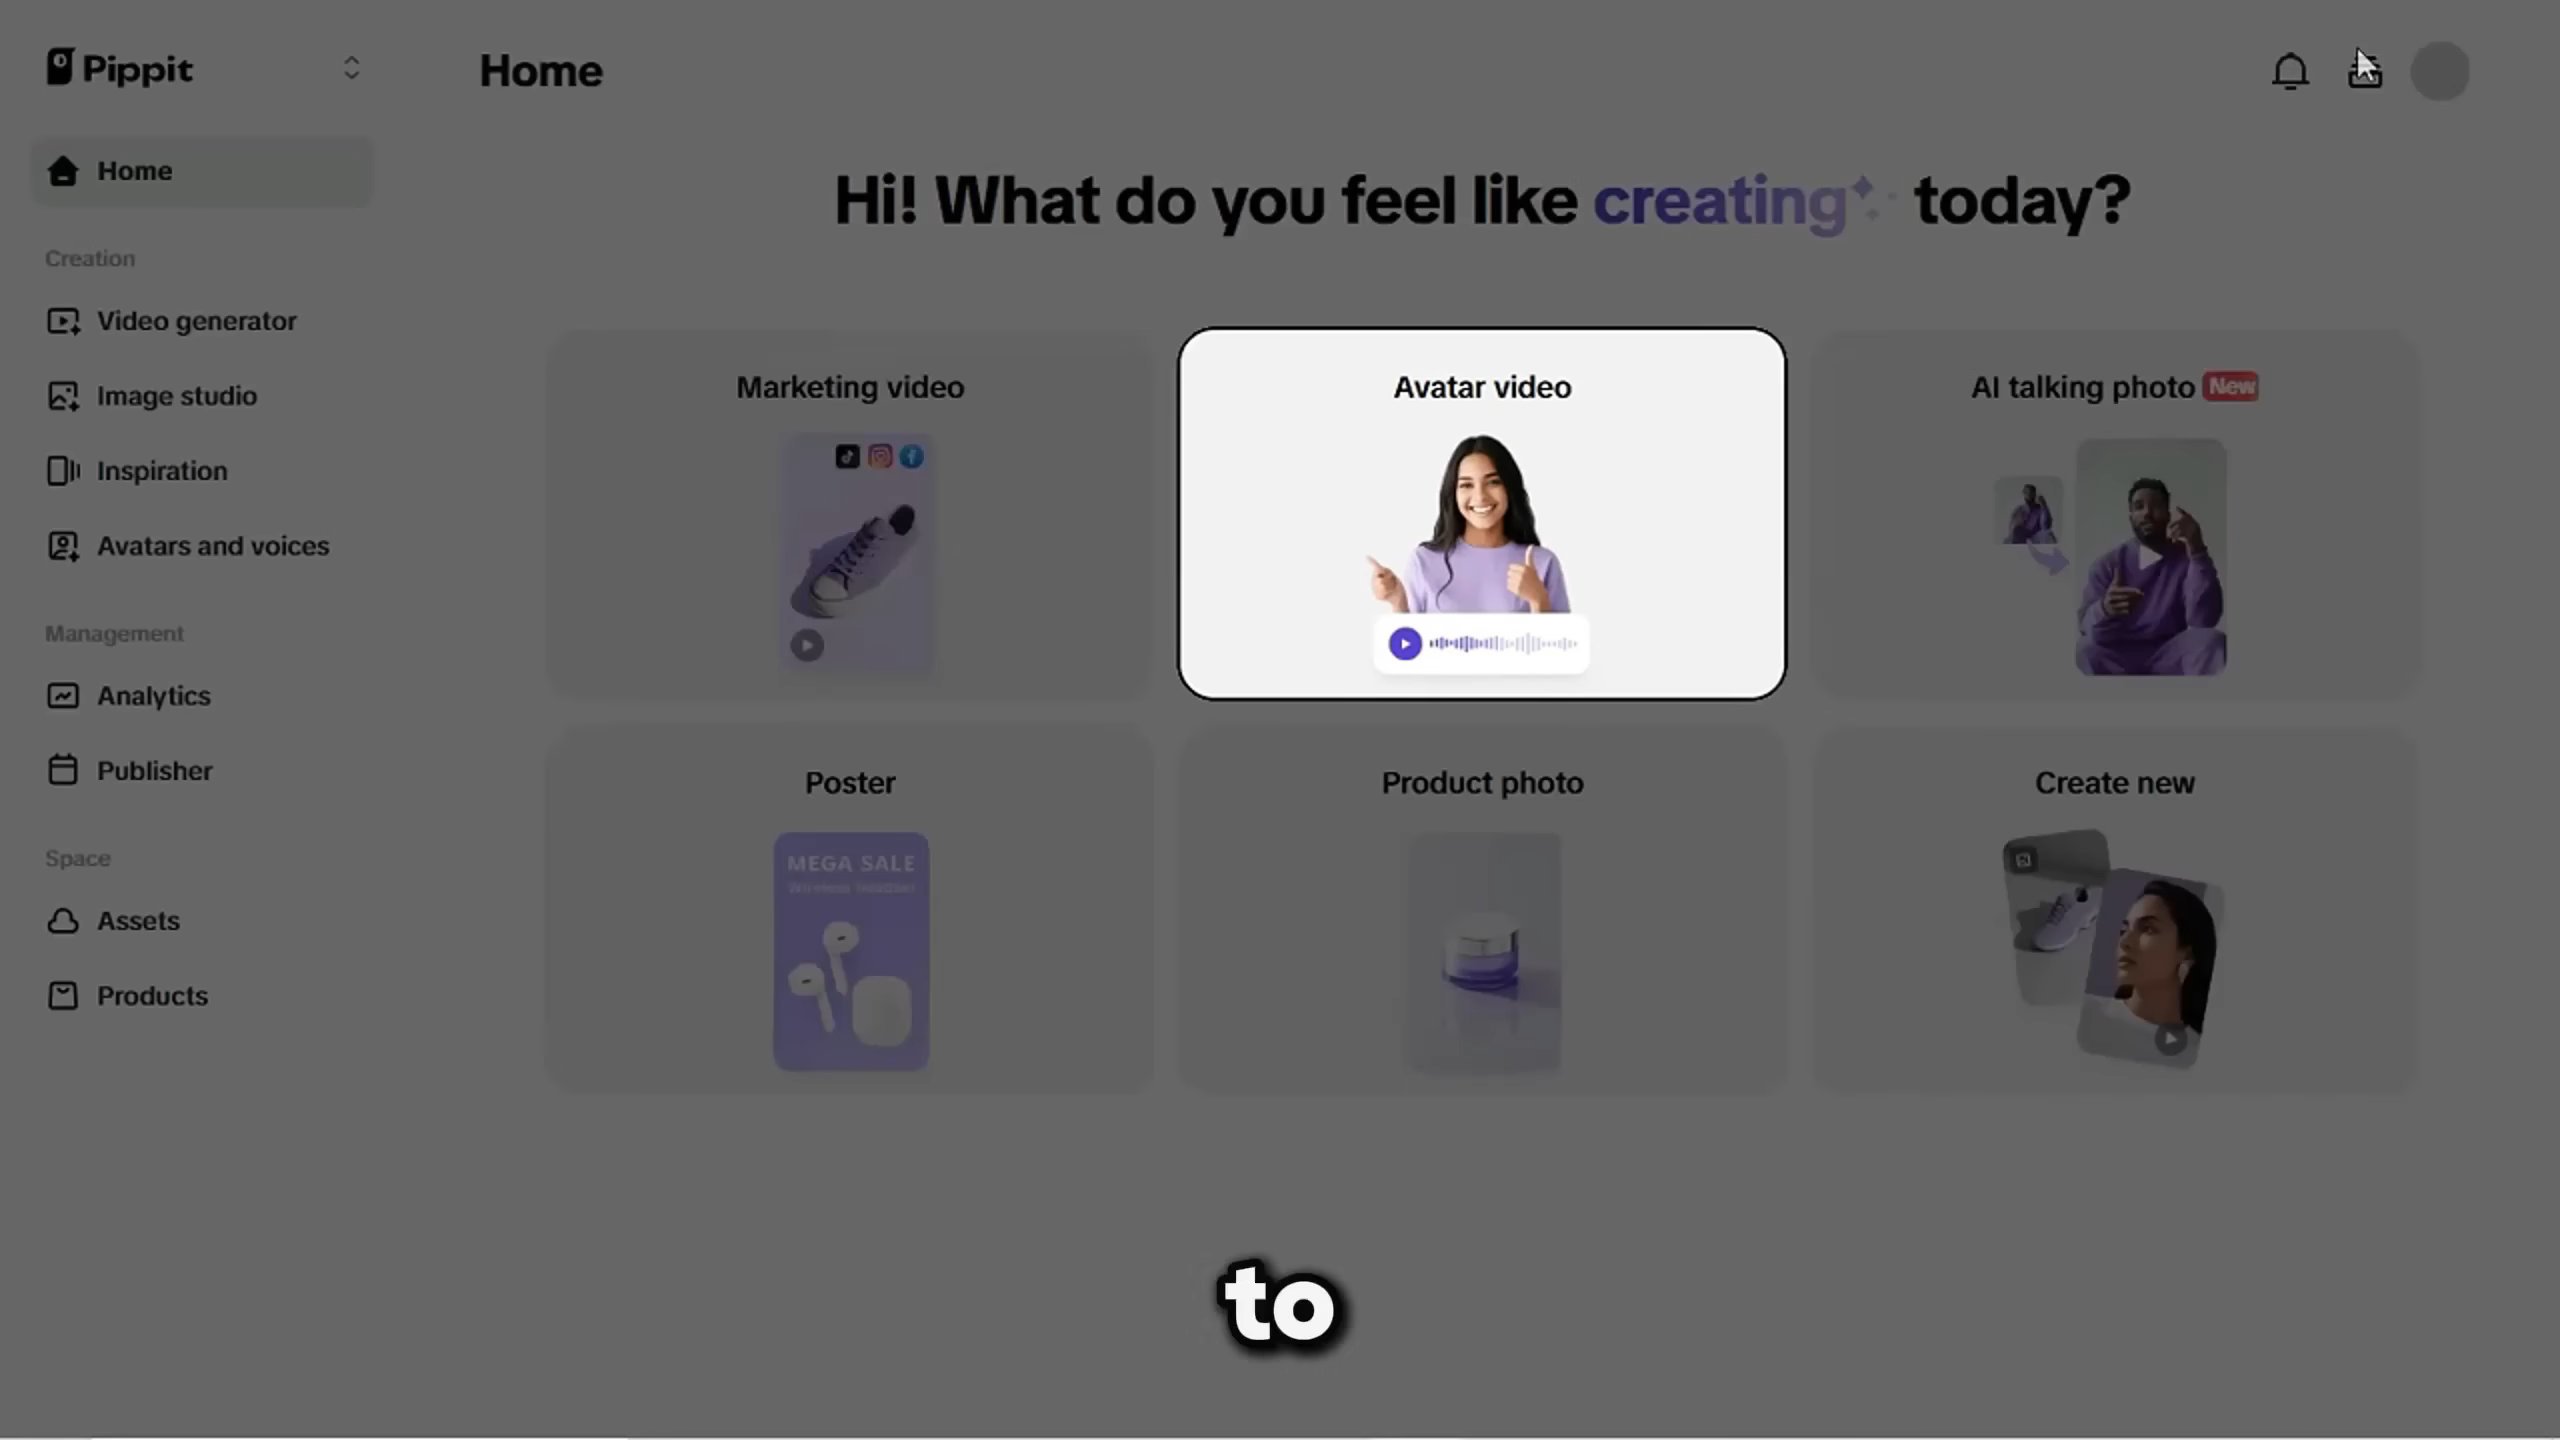 Pippit
Home
Home
Creation
Video generator
Image studio
Inspiration
Avatars and voices
Management
Analytics
Publisher
Space
Assets
Products
Hi! What do you feel like creating today?
Marketing video
Avatar video
AI talking photo New
Poster
MEGA SALE
Product photo
Create new
to